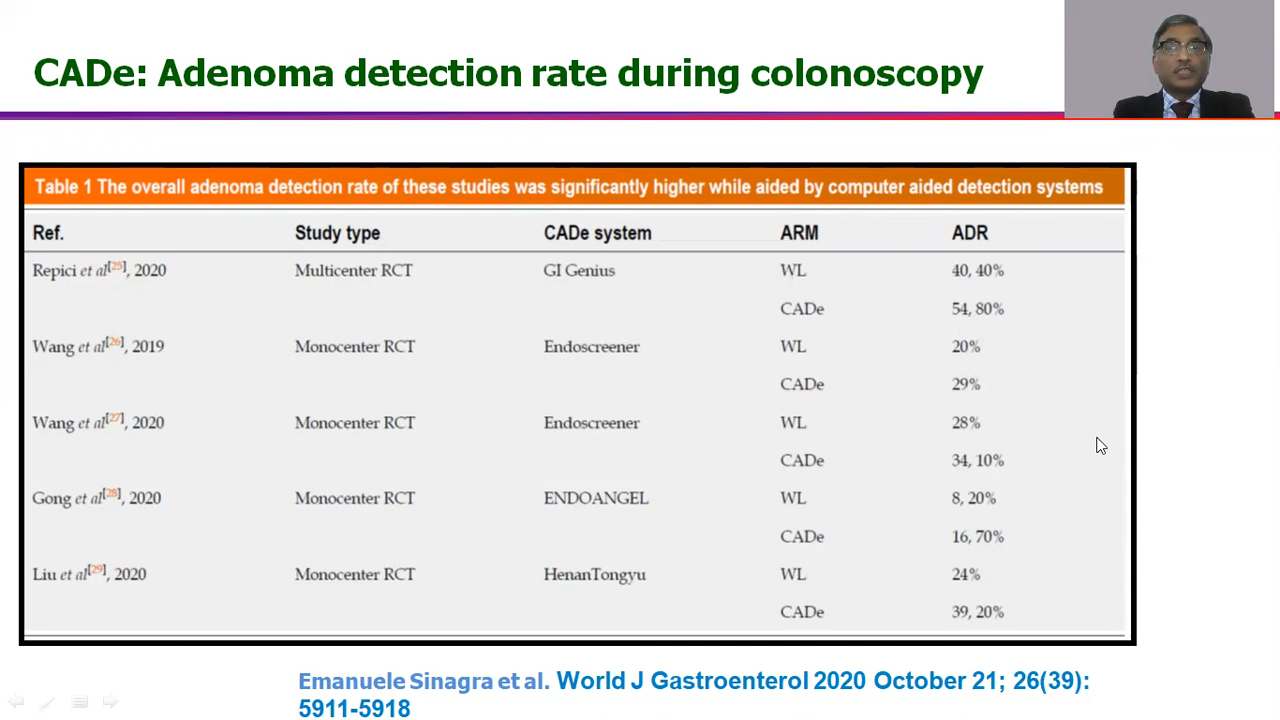 CADe: Adenoma detection rate during colonoscopy
Table 1 The overall adenoma detection rate of these studies was significantly higher while aided by computer aided detection systems
Ref. Study type CADe system ARM ADR
Repici et al[25], 2020 Multicenter RCT GI Genius WL 40, 40%
CADe 54, 80%
Wang et al[26], 2019 Monocenter RCT Endoscreener WL 20%
CADe 29%
Wang et al[27], 2020 Monocenter RCT Endoscreener WL 28%
CADe 34, 10%
Gong et al[28], 2020 Monocenter RCT ENDOANGEL WL 8, 20%
CADe 16, 70%
Liu et al[29], 2020 Monocenter RCT HenanTongyu WL 24%
CADe 39, 20%
Emanuele Sinagra et al. World J Gastroenterol 2020 October 21; 26(39):
5911-5918